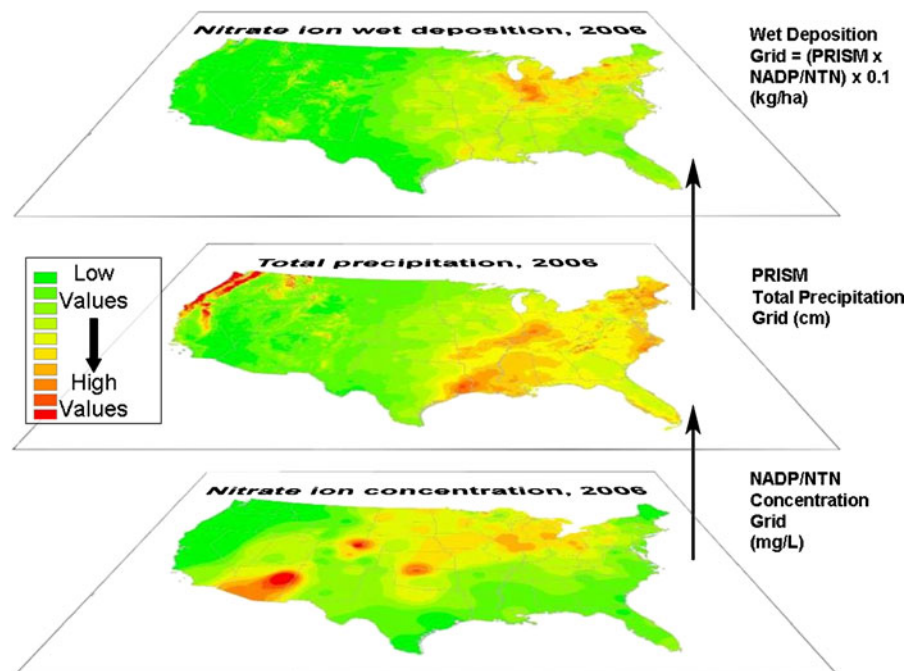 Nitrate ion wet deposition, 2006
Wet Deposition
Grid = (PRISM x
NADP/NTN) x 0.1
(kg/ha)
Total precipitation, 2006
Low
Values
High
Values
PRISM
Total Precipitation
Grid (cm)
Nitrate ion concentration, 2006
NADP/NTN
Concentration
Grid
(mg/L)